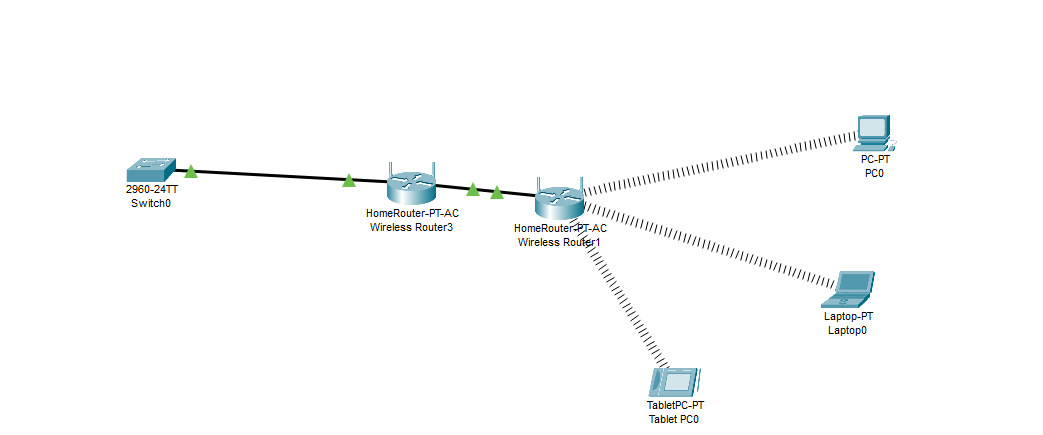 2960-24TT
Switch0
HomeRouter-PT-AC
Wireless Router3
HomeRouter-PT-AC
Wireless Router1
PC-PT
PC0
Laptop-PT
Laptop0
TabletPC-PT
Tablet PC0